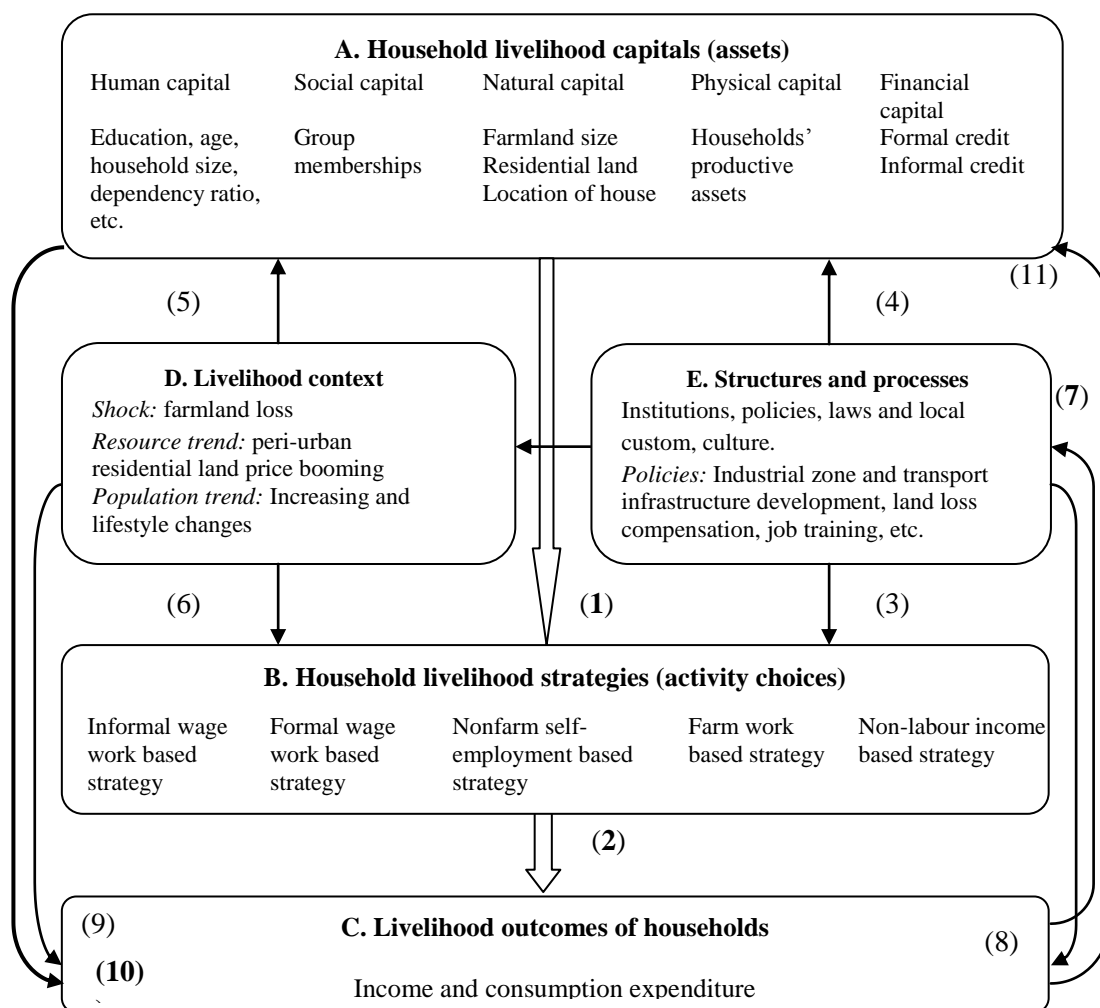 A. Household livelihood capitals (assets)
Human capital
Education, age,
household size,
dependency ratio,
etc.
Social capital
Group
memberships
Natural capital
Farmland size
Residential land
Location of house
Physical capital
Households’
productive
assets
Financial
capital
Formal credit
Informal credit
(11)
(5)
(4)
D. Livelihood context
Shock: farmland loss
Resource trend: peri-urban
residential land price booming
Population trend: Increasing and
lifestyle changes
E. Structures and processes
Institutions, policies, laws and local
custom, culture.
Policies: Industrial zone and transport
infrastructure development, land loss
compensation, job training, etc.
(7)
(6)
(1)
(3)
B. Household livelihood strategies (activity choices)
Informal wage
work based
strategy
Formal wage
work based
strategy
Nonfarm self-
employment based
strategy
Farm work
based strategy
Non-labour income
based strategy
(2)
(9)
C. Livelihood outcomes of households
(8)
(10)
Income and consumption expenditure